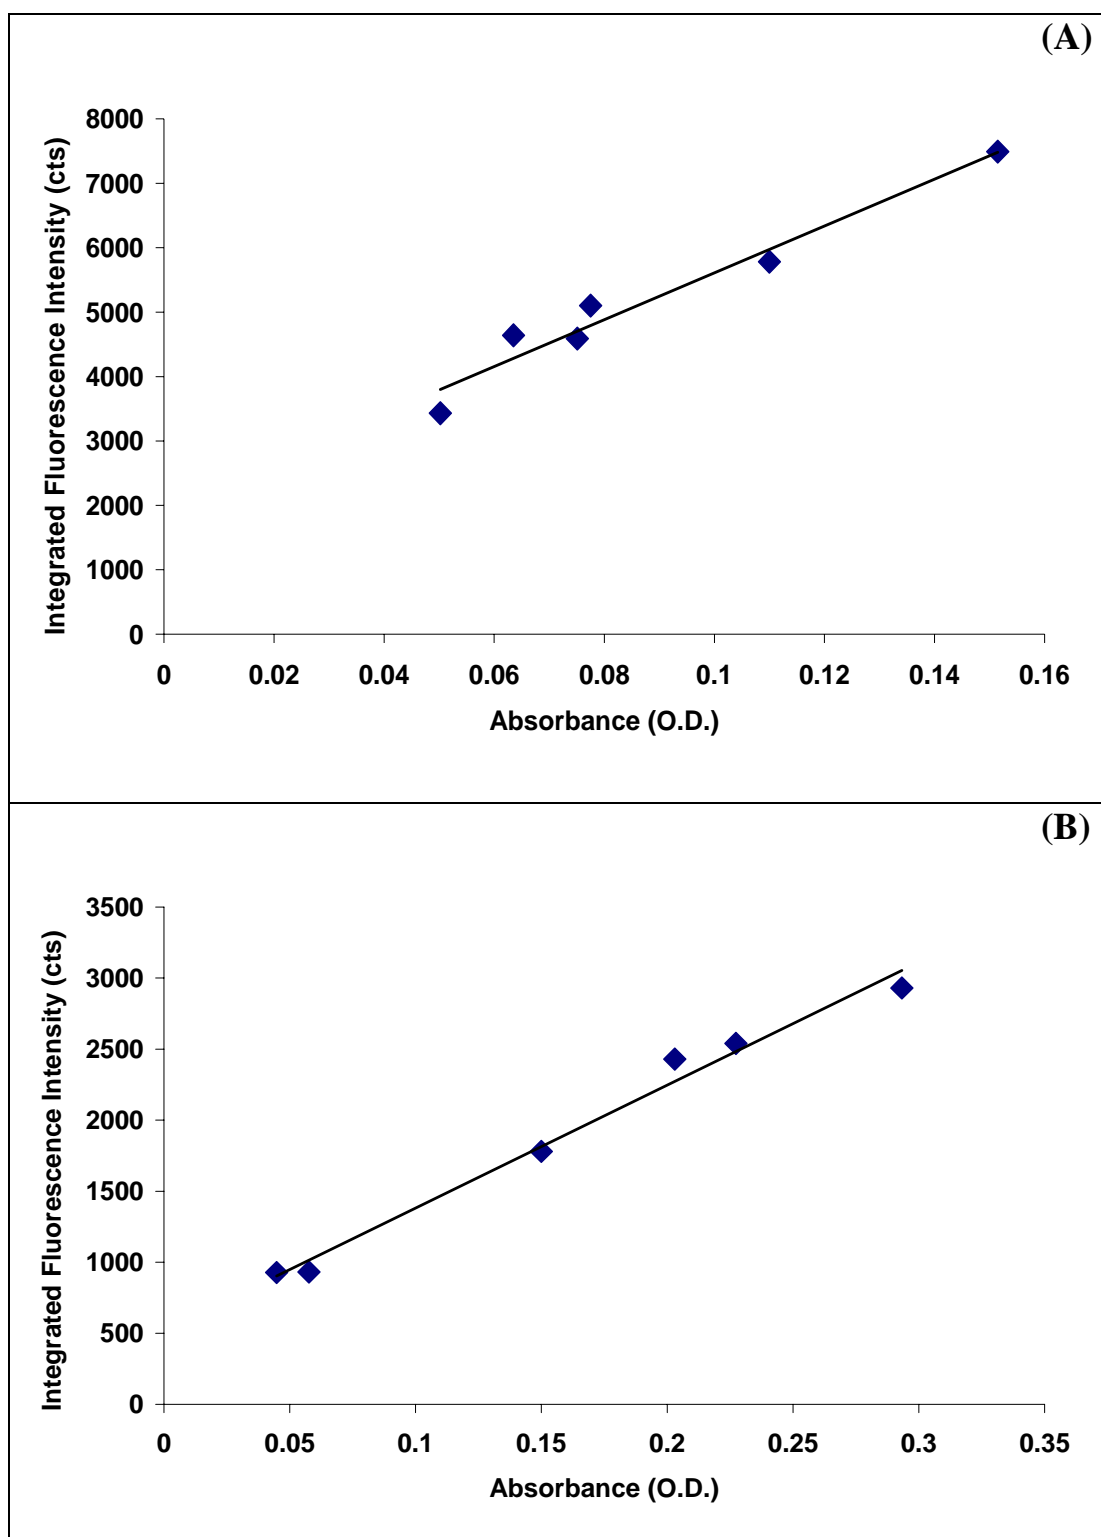 (A)
8000
7000
6000
5000
4000
3000
2000
1000
0
Integrated Fluorescence Intensity (cts)
0 0.02 0.04 0.06 0.08 0.1 0.12 0.14 0.16
Absorbance (O.D.)
(B)
3500
3000
2500
2000
1500
1000
500
0
Integrated Fluorescence Intensity (cts)
0 0.05 0.1 0.15 0.2 0.25 0.3 0.35
Absorbance (O.D.)